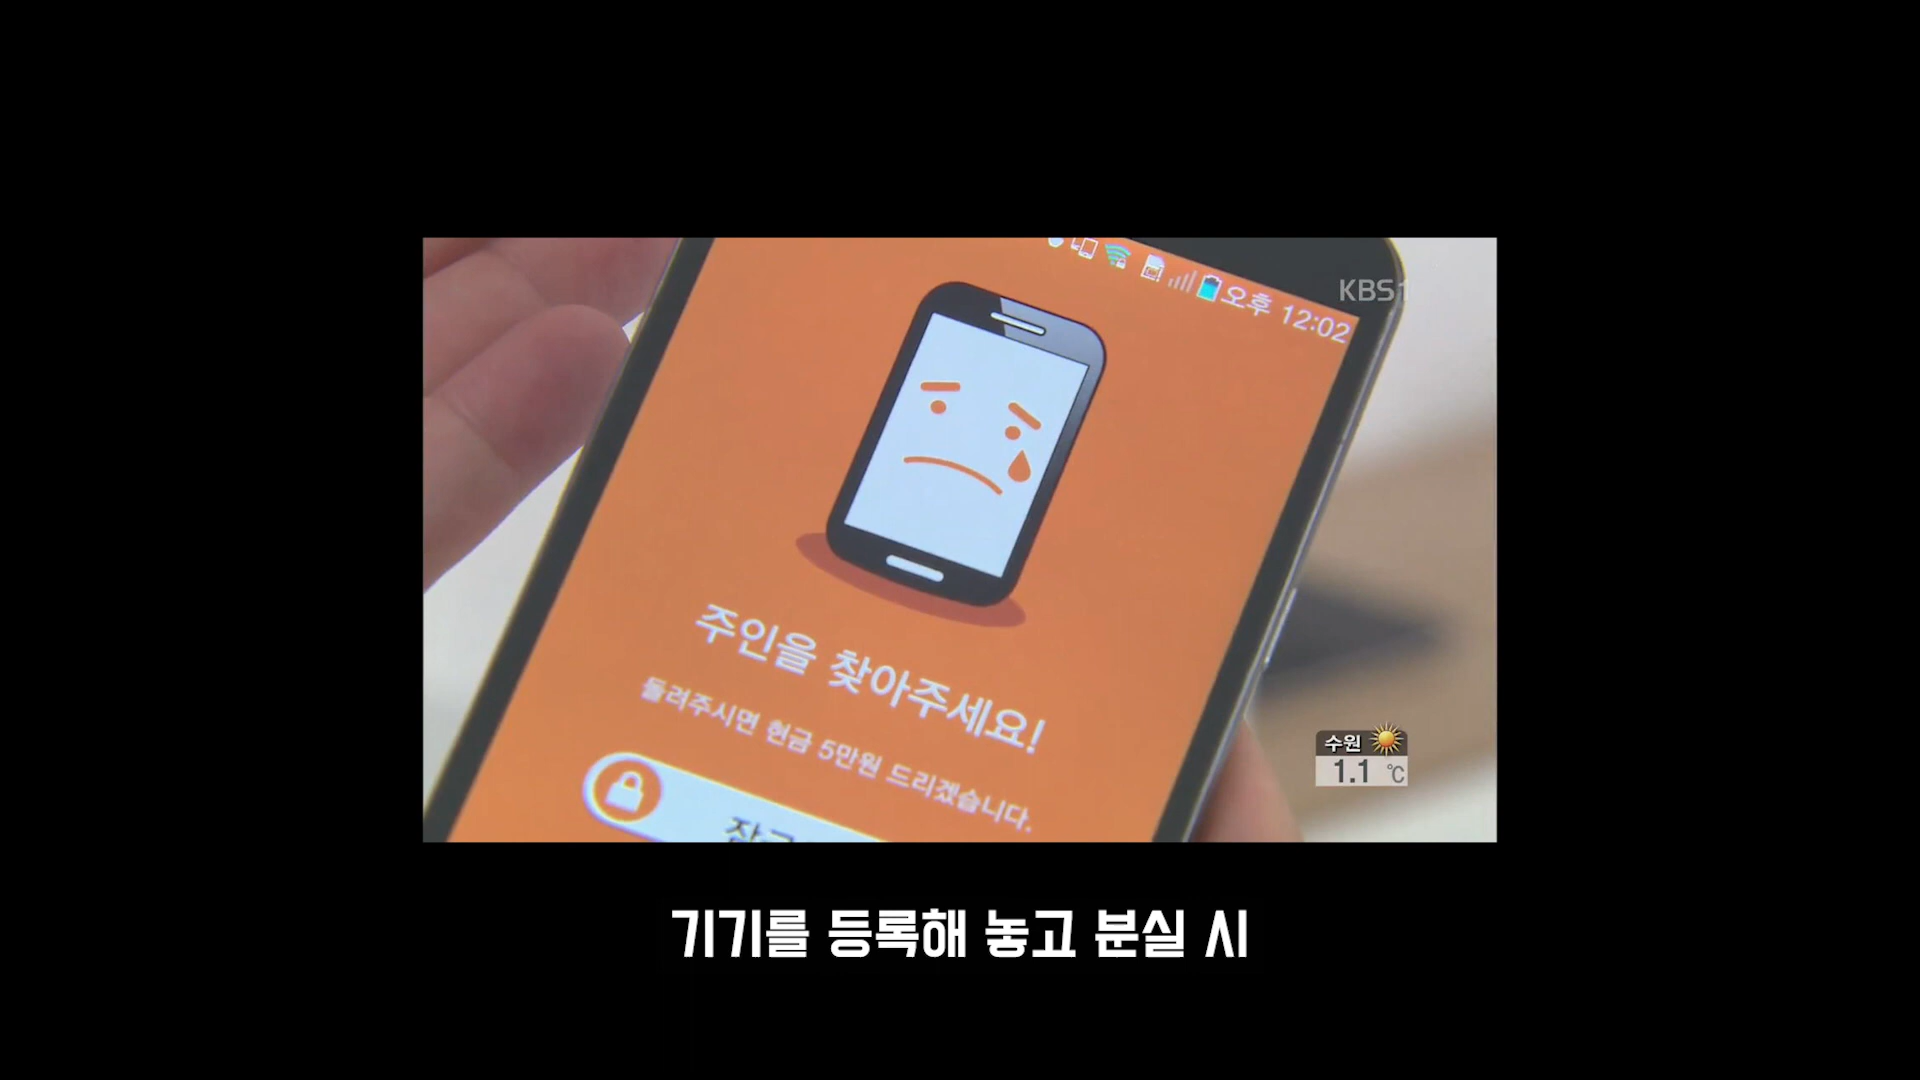 오후 12:02
KBS1
주인을 찾아주세요!
돌려주시면 현금 5만원 드리겠습니다.
수원
1.1 ℃
기기를 등록해 놓고 분실 시